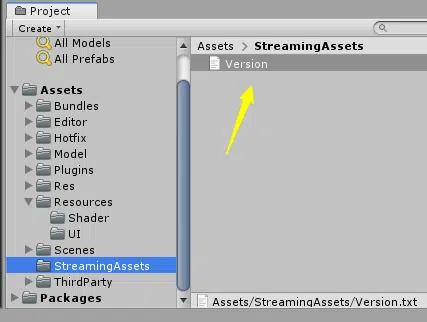 Project
Create
All Models
All Prefabs
Assets
Bundles
Editor
Hotfix
Model
Plugins
Res
Resources
Shader
UI
Scenes
StreamingAssets
ThirdParty
Packages
Assets StreamingAssets
Version
Assets/StreamingAssets/Version.txt